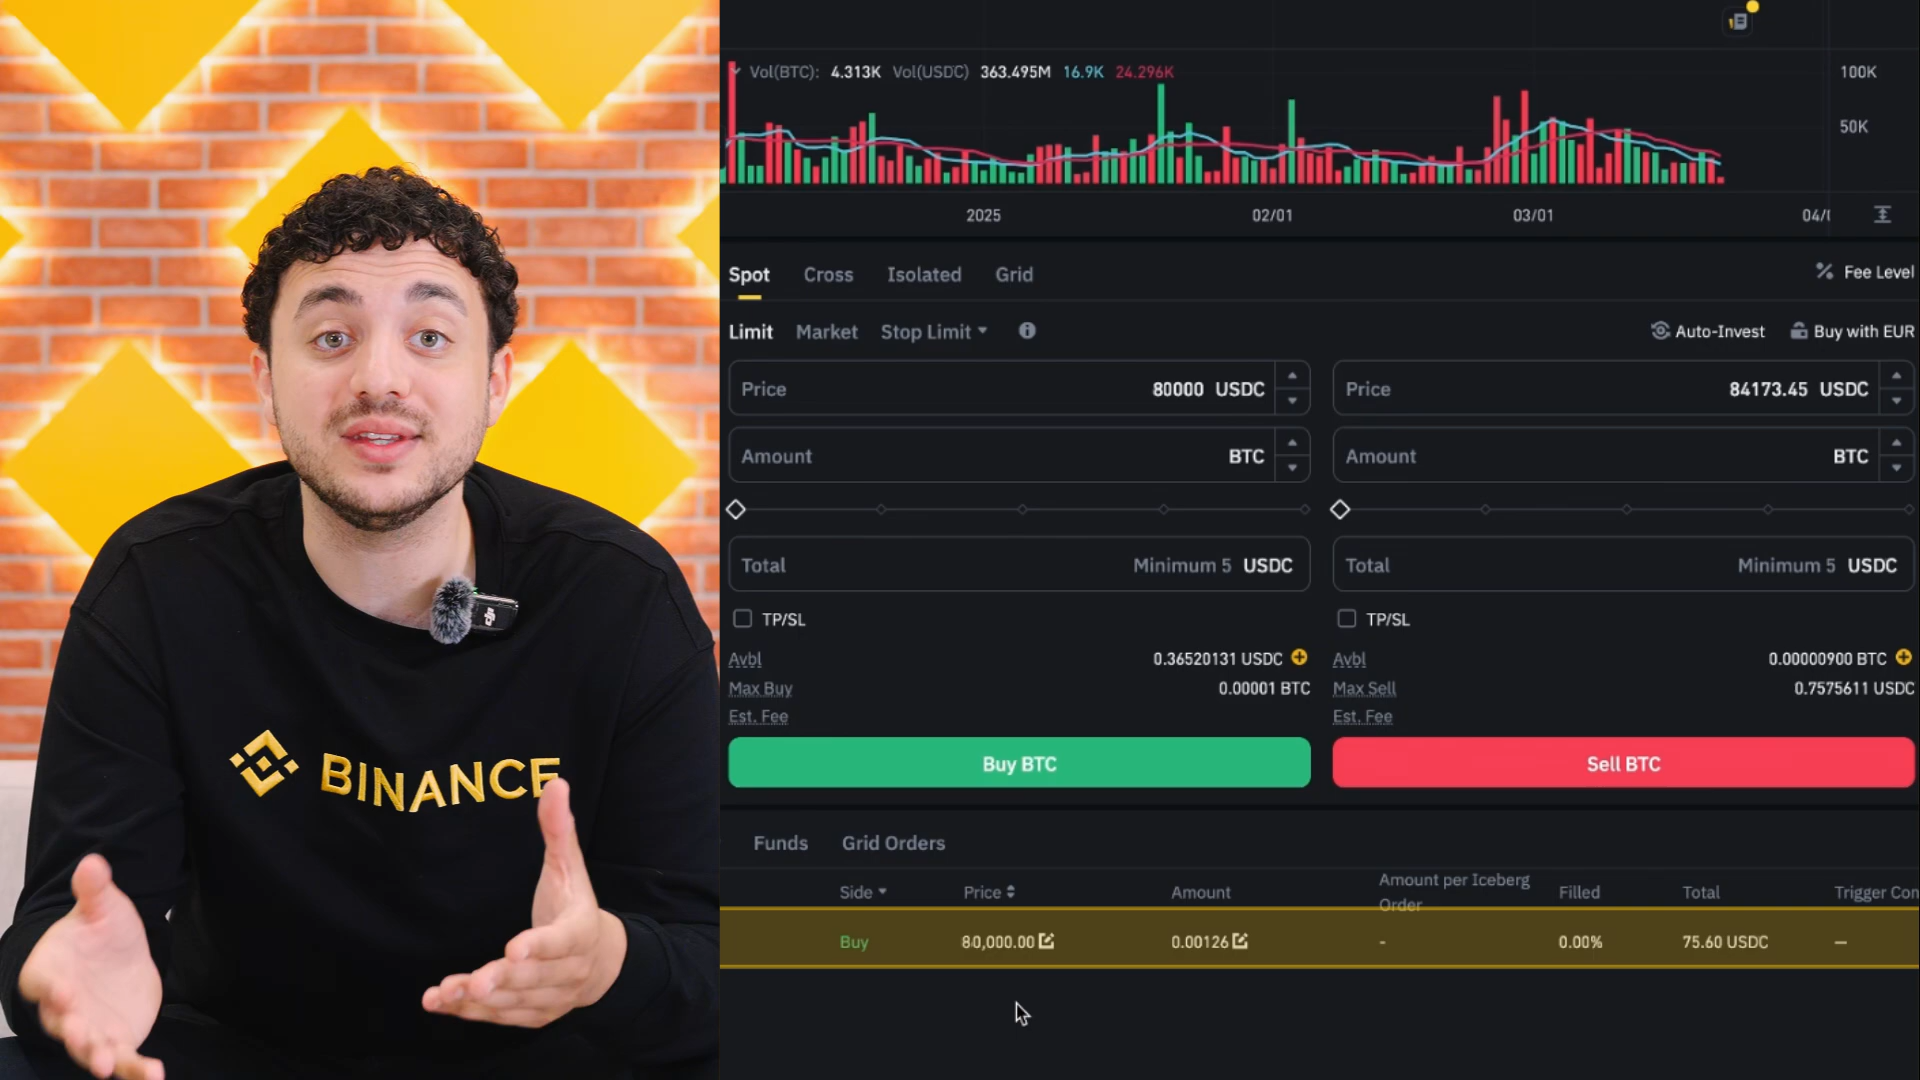 BINANCE
Vol(BTC): 4.313K Vol(USDC) 363.495M 16.9K 24.296K
100K
50K
2025 02/01 03/01 04/0
Spot Cross Isolated Grid
% Fee Level
Limit Market Stop Limit
Auto-Invest Buy with EUR
Price 80000 USDC
Price 84173.45 USDC
Amount BTC
Amount BTC
Total Minimum 5 USDC
Total Minimum 5 USDC
TP/SL
TP/SL
Avbl 0.36520131 USDC
Avbl 0.00000900 BTC
Max Buy 0.00001 BTC
Max Sell 0.7575611 USDC
Est. Fee
Est. Fee
Buy BTC
Sell BTC
Funds Grid Orders
Side Price Amount Amount per Iceberg Order Filled Total Trigger Con
Buy 80,000.00 0.00126 - 0.00% 75.60 USDC —